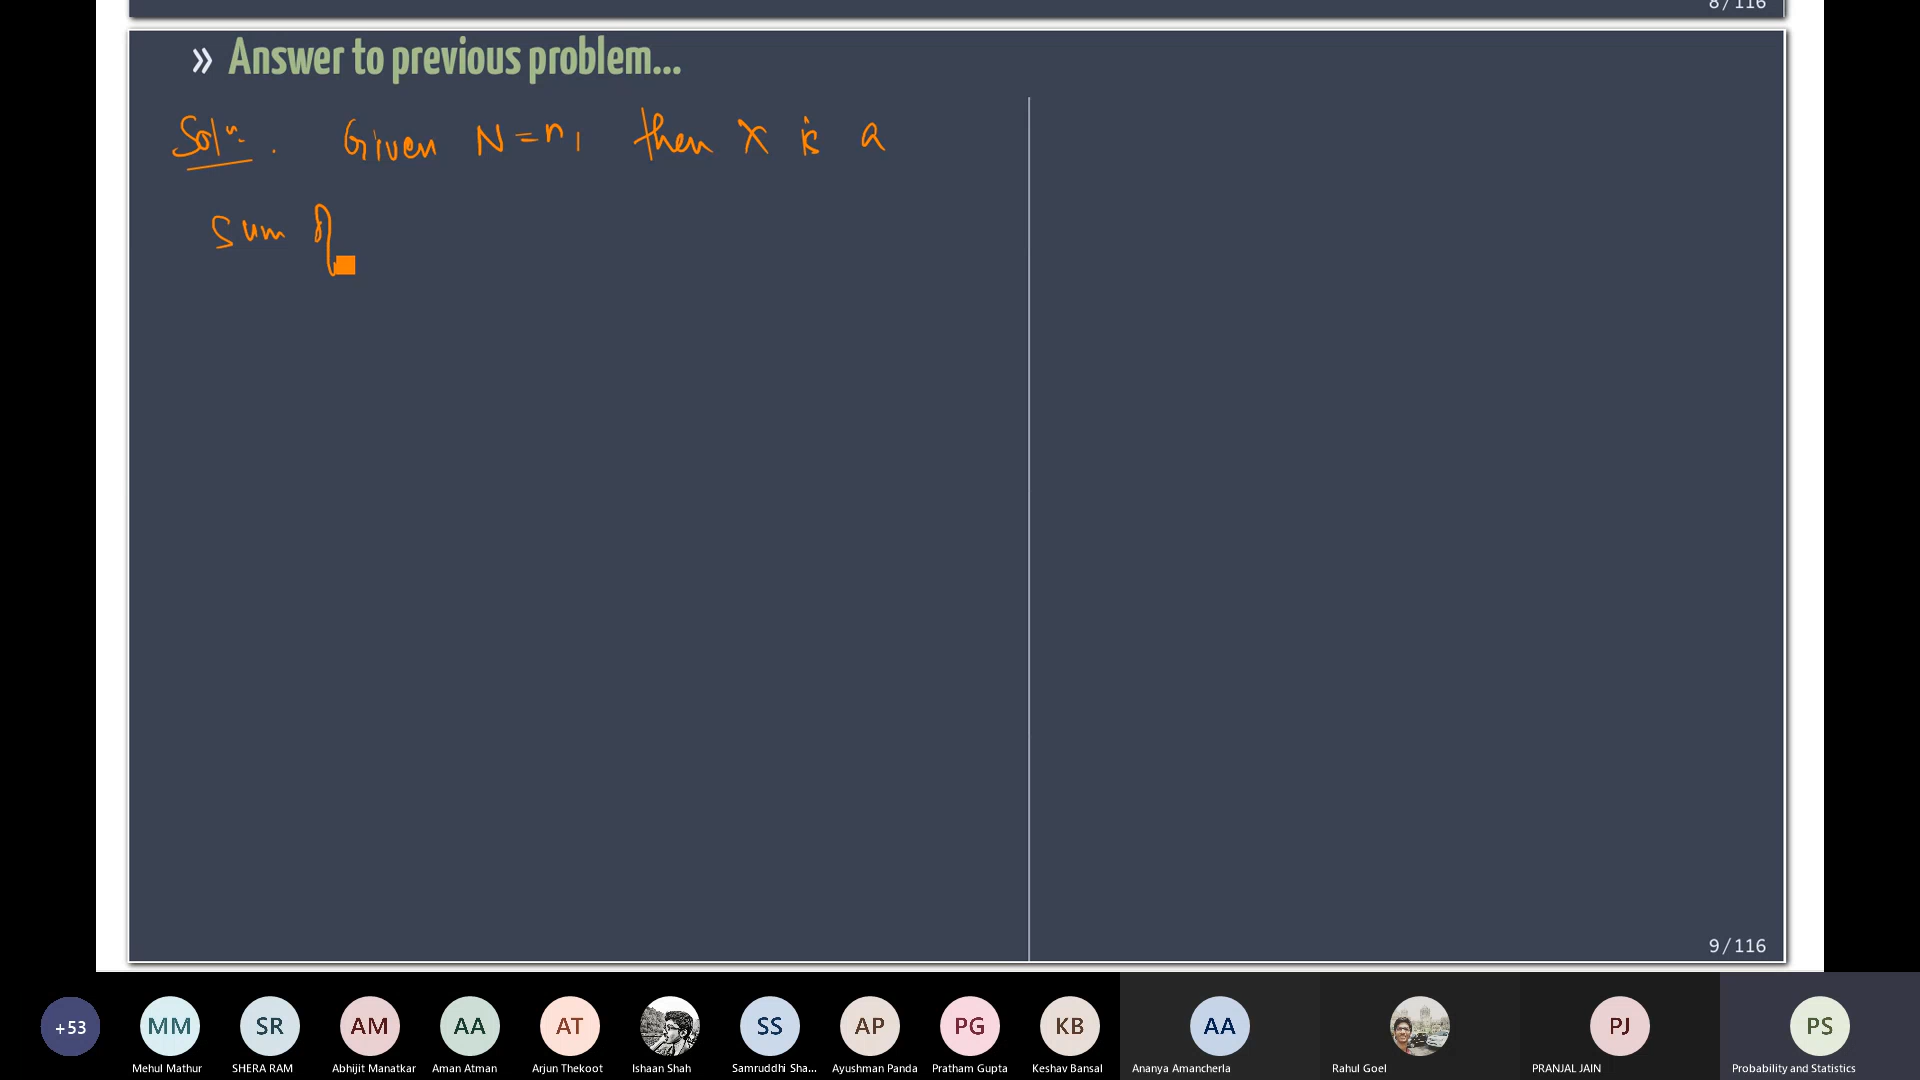 8/116
» Answer to previous problem...
Soln. Given N=n, then X is a
sum of
9/116
+53
MM
SR
AM
AA
AT
SS
AP
PG
KB
AA
PJ
PS
Mehul Mathur
SHERA RAM
Abhijit Manatkar
Aman Atman
Arjun Thekoot
Ishaan Shah
Samruddhi Sha...
Ayushman Panda
Pratham Gupta
Keshav Bansal
Ananya Amancherla
Rahul Goel
PRANJAL JAIN
Probability and Statistics